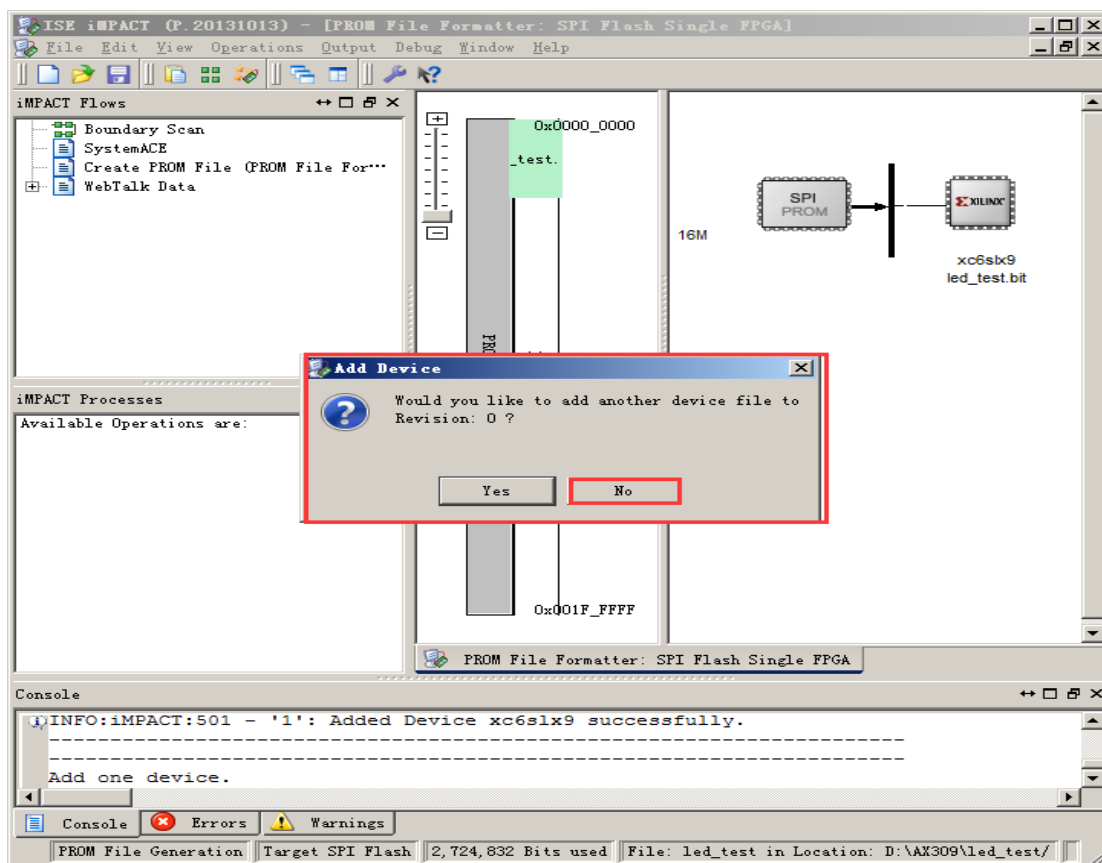 ISE iMPACT (P.20131013) - [PROM File Formatter: SPI Flash Single FPGA]
File Edit View Operations Output Debug Window Help
iMPACT Flows
Boundary Scan
SystemACE
Create PROM File (PROM File For...
WebTalk Data
0x0000_0000
_test.
16M
SPI
PROM
XILINX
xc6slx9
led_test.bit
Add Device
Would you like to add another device file to
Revision: 0 ?
Yes
No
iMPACT Processes
Available Operations are:
0x001F_FFFF
PROM File Formatter: SPI Flash Single FPGA
Console
INFO:iMPACT:501 - '1': Added Device xc6slx9 successfully.
----------------------------------------------------------------------
----------------------------------------------------------------------
Add one device.
Console Errors Warnings
PROM File Generation Target SPI Flash 2,724,832 Bits used File: led_test in Location: D:\AX309\led_test/